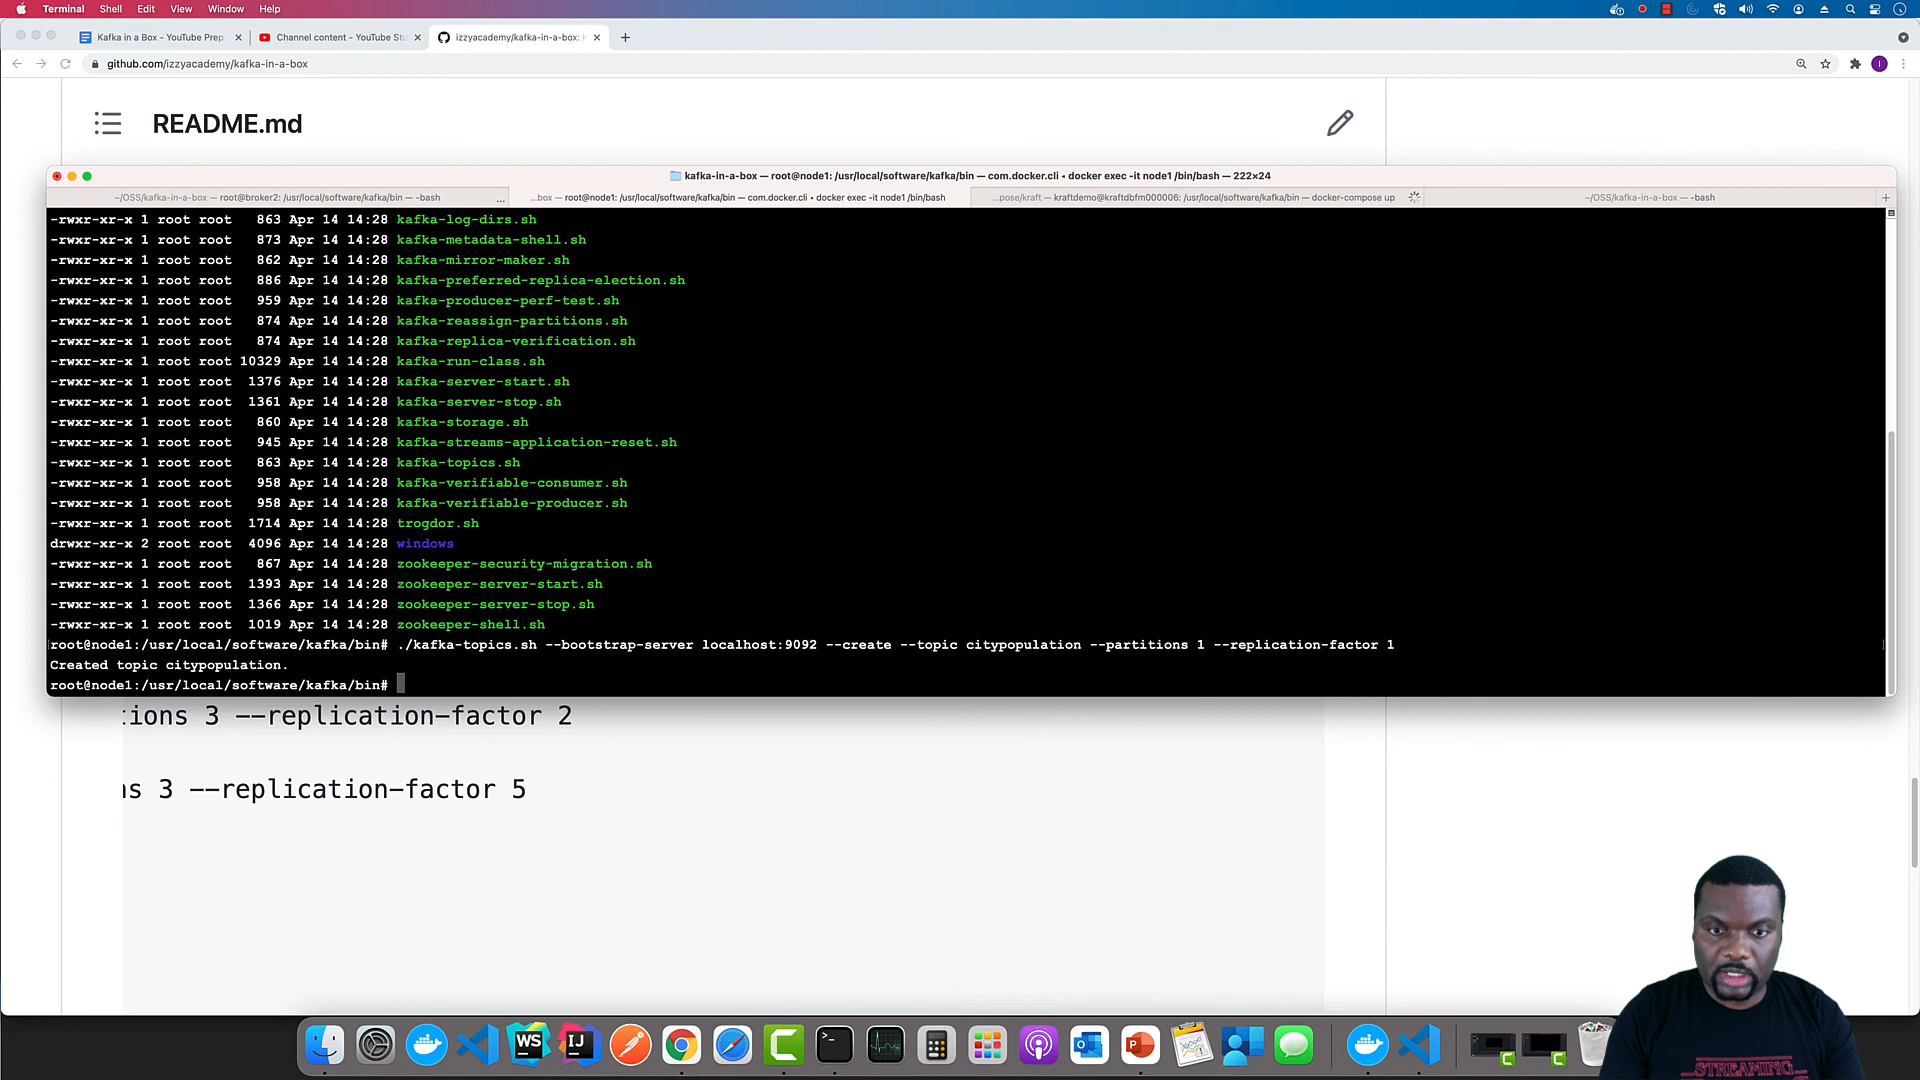 Terminal Shell Edit View Window Help
Kafka in a Box - YouTube Prep
Channel content - YouTube Stu
izzyacademy/kafka-in-a-box: K
github.com/izzyacademy/kafka-in-a-box
I
README.md
kafka-in-a-box — root@node1: /usr/local/software/kafka/bin — com.docker.cli ◂ docker exec -it node1 /bin/bash — 222×24
~/OSS/kafka-in-a-box — root@broker2: /usr/local/software/kafka/bin — -bash ...
...box — root@node1: /usr/local/software/kafka/bin — com.docker.cli ◂ docker exec -it node1 /bin/bash
...pose/kraft — kraftdemo@kraftdbfm000006: /usr/local/software/kafka/bin — docker-compose up
~/OSS/kafka-in-a-box — -bash
-rwxr-xr-x 1 root root 863 Apr 14 14:28 kafka-log-dirs.sh
-rwxr-xr-x 1 root root 873 Apr 14 14:28 kafka-metadata-shell.sh
-rwxr-xr-x 1 root root 862 Apr 14 14:28 kafka-mirror-maker.sh
-rwxr-xr-x 1 root root 886 Apr 14 14:28 kafka-preferred-replica-election.sh
-rwxr-xr-x 1 root root 959 Apr 14 14:28 kafka-producer-perf-test.sh
-rwxr-xr-x 1 root root 874 Apr 14 14:28 kafka-reassign-partitions.sh
-rwxr-xr-x 1 root root 874 Apr 14 14:28 kafka-replica-verification.sh
-rwxr-xr-x 1 root root 10329 Apr 14 14:28 kafka-run-class.sh
-rwxr-xr-x 1 root root 1376 Apr 14 14:28 kafka-server-start.sh
-rwxr-xr-x 1 root root 1361 Apr 14 14:28 kafka-server-stop.sh
-rwxr-xr-x 1 root root 860 Apr 14 14:28 kafka-storage.sh
-rwxr-xr-x 1 root root 945 Apr 14 14:28 kafka-streams-application-reset.sh
-rwxr-xr-x 1 root root 863 Apr 14 14:28 kafka-topics.sh
-rwxr-xr-x 1 root root 958 Apr 14 14:28 kafka-verifiable-consumer.sh
-rwxr-xr-x 1 root root 958 Apr 14 14:28 kafka-verifiable-producer.sh
-rwxr-xr-x 1 root root 1714 Apr 14 14:28 trogdor.sh
drwxr-xr-x 2 root root 4096 Apr 14 14:28 windows
-rwxr-xr-x 1 root root 867 Apr 14 14:28 zookeeper-security-migration.sh
-rwxr-xr-x 1 root root 1393 Apr 14 14:28 zookeeper-server-start.sh
-rwxr-xr-x 1 root root 1366 Apr 14 14:28 zookeeper-server-stop.sh
-rwxr-xr-x 1 root root 1019 Apr 14 14:28 zookeeper-shell.sh
root@node1:/usr/local/software/kafka/bin# ./kafka-topics.sh --bootstrap-server localhost:9092 --create --topic citypopulation --partitions 1 --replication-factor 1
Created topic citypopulation.
root@node1:/usr/local/software/kafka/bin#
tions 3 --replication-factor 2
ns 3 --replication-factor 5
WS
IJ
STREAMING